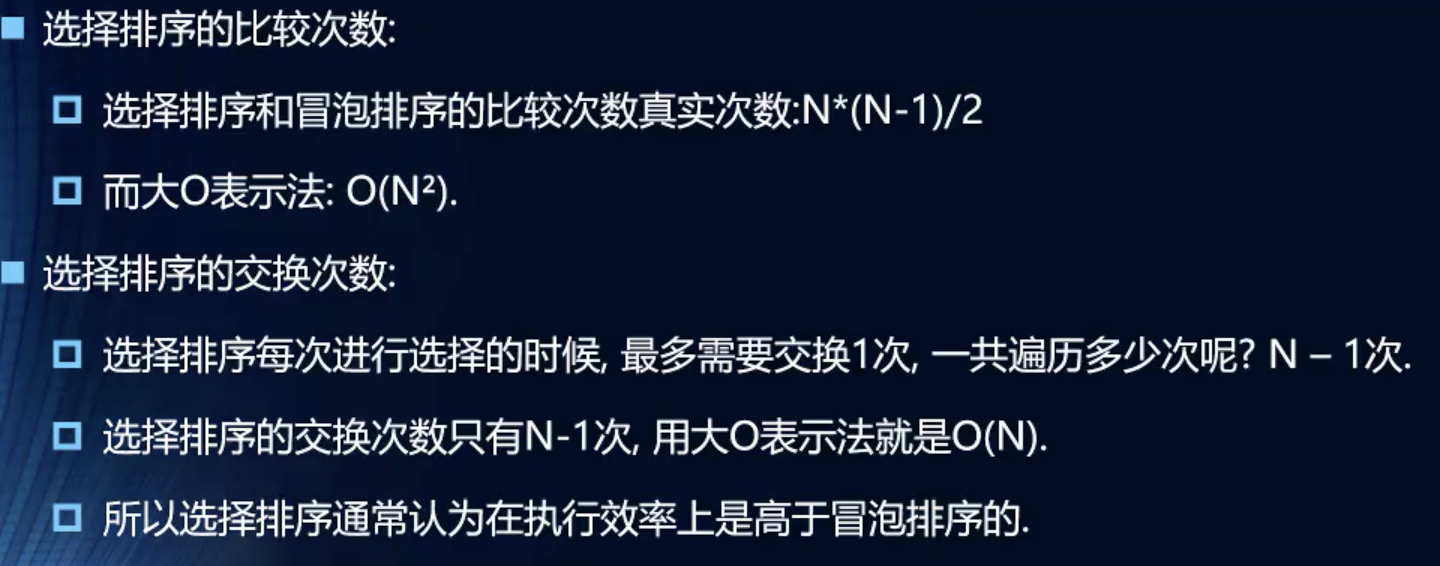 选择排序的比较次数:
选择排序和冒泡排序的比较次数真实次数:N*(N-1)/2
而大O表示法: O(N²).
选择排序的交换次数:
选择排序每次进行选择的时候, 最多需要交换1次, 一共遍历多少次呢? N – 1次.
选择排序的交换次数只有N-1次, 用大O表示法就是O(N).
所以选择排序通常认为在执行效率上是高于冒泡排序的.